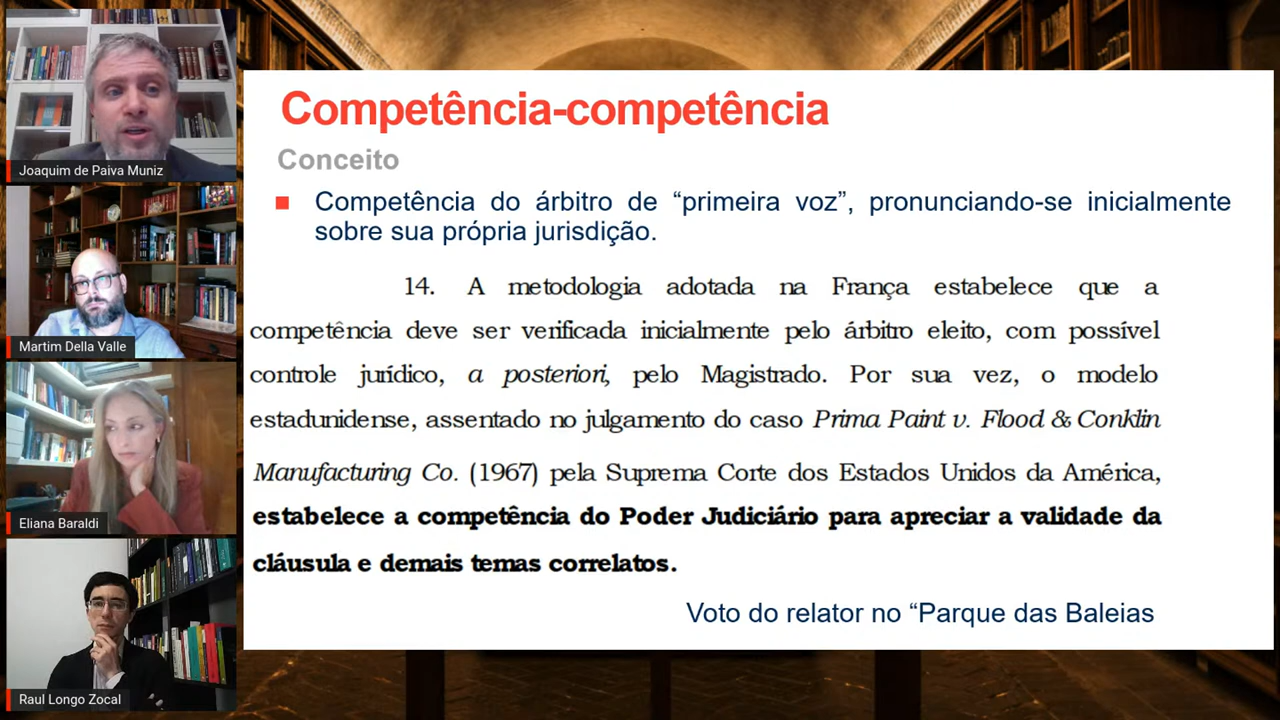 Joaquim de Paiva Muniz
Martim Della Valle
Eliana Baraldi
Raul Longo Zocal
Competência-competência
Conceito
Competência do árbitro de “primeira voz”, pronunciando-se inicialmente
sobre sua própria jurisdição.
14. A metodologia adotada na França estabelece que a
competência deve ser verificada inicialmente pelo árbitro eleito, com possível
controle jurídico, a posteriori, pelo Magistrado. Por sua vez, o modelo
estadunidense, assentado no julgamento do caso Prima Paint v. Flood & Conklin
Manufacturing Co. (1967) pela Suprema Corte dos Estados Unidos da América,
estabelece a competência do Poder Judiciário para apreciar a validade da
cláusula e demais temas correlatos.
Voto do relator no “Parque das Baleias